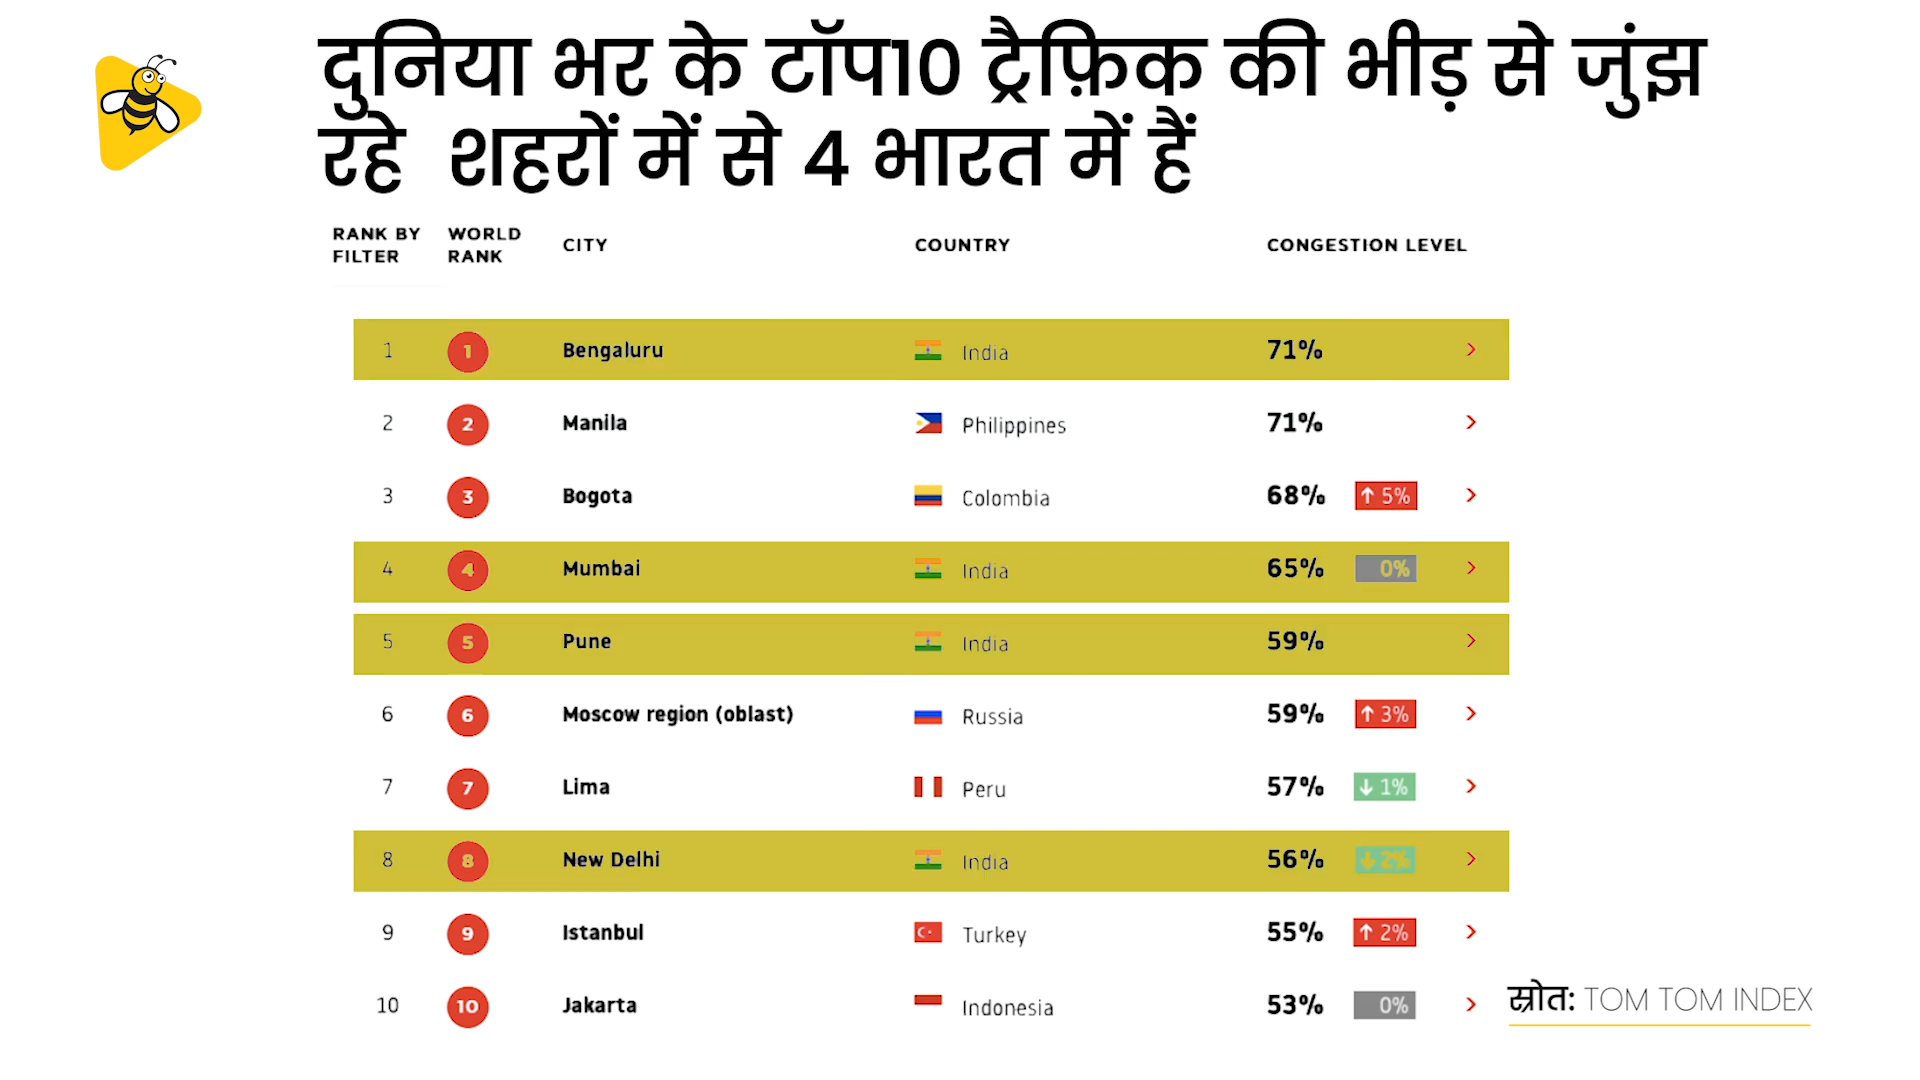 दुनिया भर के टॉप10 ट्रैफ़िक की भीड़ से जुंझ
रहे शहरों में से 4 भारत में हैं
RANK BY FILTER WORLD RANK CITY COUNTRY CONGESTION LEVEL
1 1 Bengaluru India 71%
2 2 Manila Philippines 71%
3 3 Bogota Colombia 68% ↑ 5%
4 4 Mumbai India 65% 0%
5 5 Pune India 59%
6 6 Moscow region (oblast) Russia 59% ↑ 3%
7 7 Lima Peru 57% ↓ 1%
8 8 New Delhi India 56% ↓ 2%
9 9 Istanbul Turkey 55% ↑ 2%
10 10 Jakarta Indonesia 53% 0%
स्रोत: TOM TOM INDEX